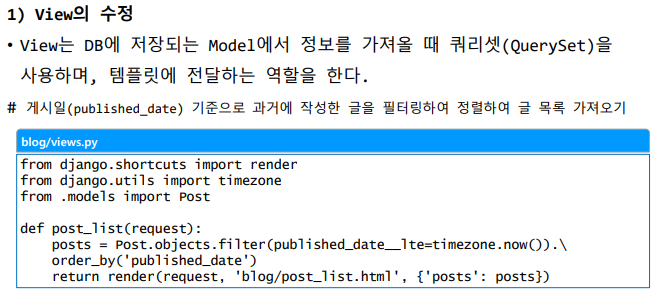 1) View의 수정
• View는 DB에 저장되는 Model에서 정보를 가져올 때 쿼리셋(QuerySet)을
사용하며, 템플릿에 전달하는 역할을 한다.
# 게시일(published_date) 기준으로 과거에 작성한 글을 필터링하여 정렬하여 글 목록 가져오기
blog/views.py
from django.shortcuts import render
from django.utils import timezone
from .models import Post
def post_list(request):
    posts = Post.objects.filter(published_date__lte=timezone.now()).\
    order_by('published_date')
    return render(request, 'blog/post_list.html', {'posts': posts})